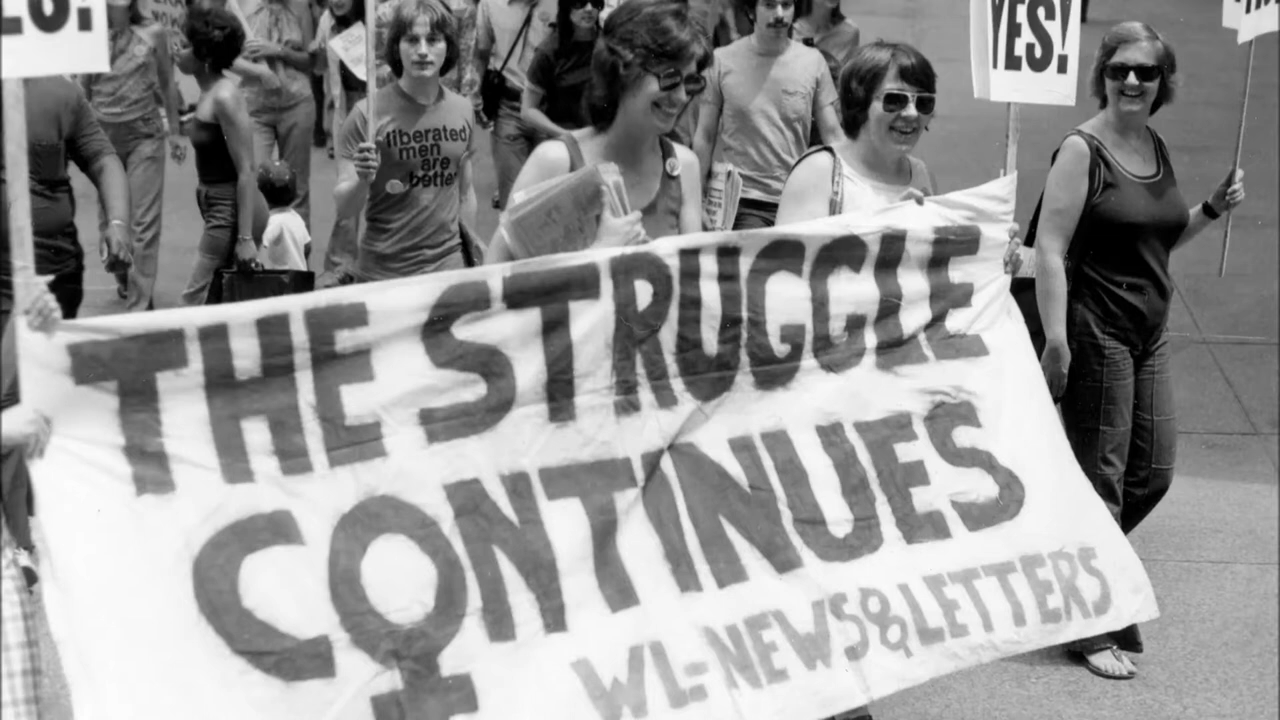 YES!
liberated
men
are
better
THE STRUGGLE
CONTINUES
WL=NEWS&LETTERS